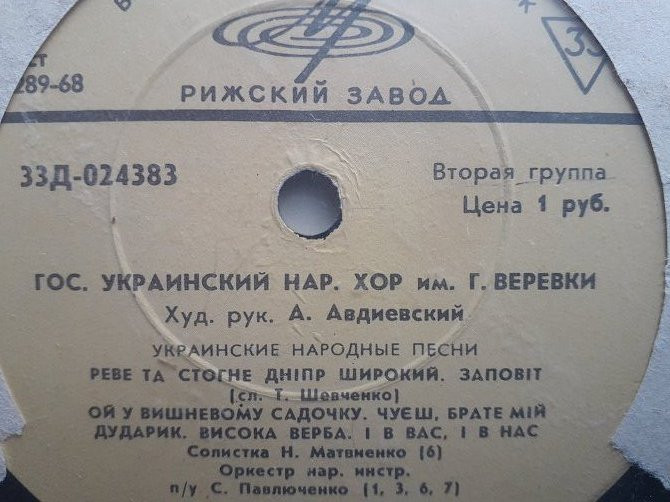 33
289-68
РИЖСКИЙ ЗАВОД
33Д-024383
Вторая группа
Цена 1 руб.
ГОС. УКРАИНСКИЙ НАР. ХОР им. Г. ВЕРЕВКИ
Худ. рук. А. Авдиевский
УКРАИНСКИЕ НАРОДНЫЕ ПЕСНИ
РЕВЕ ТА СТОГНЕ ДНІПР ШИРОКИЙ. ЗАПОВІТ
(сл. Т. Шевченко)
ОЙ У ВИШНЕВОМУ САДОЧКУ. ЧУЕШ, БРАТЕ МІЙ
ДУДАРИК. ВИСОКА ВЕРБА. І В ВАС, І В НАС
Солистка Н. Матвиенко (6)
Оркестр нар. инстр.
п/у С. Павлюченко (1, 3, 6, 7)